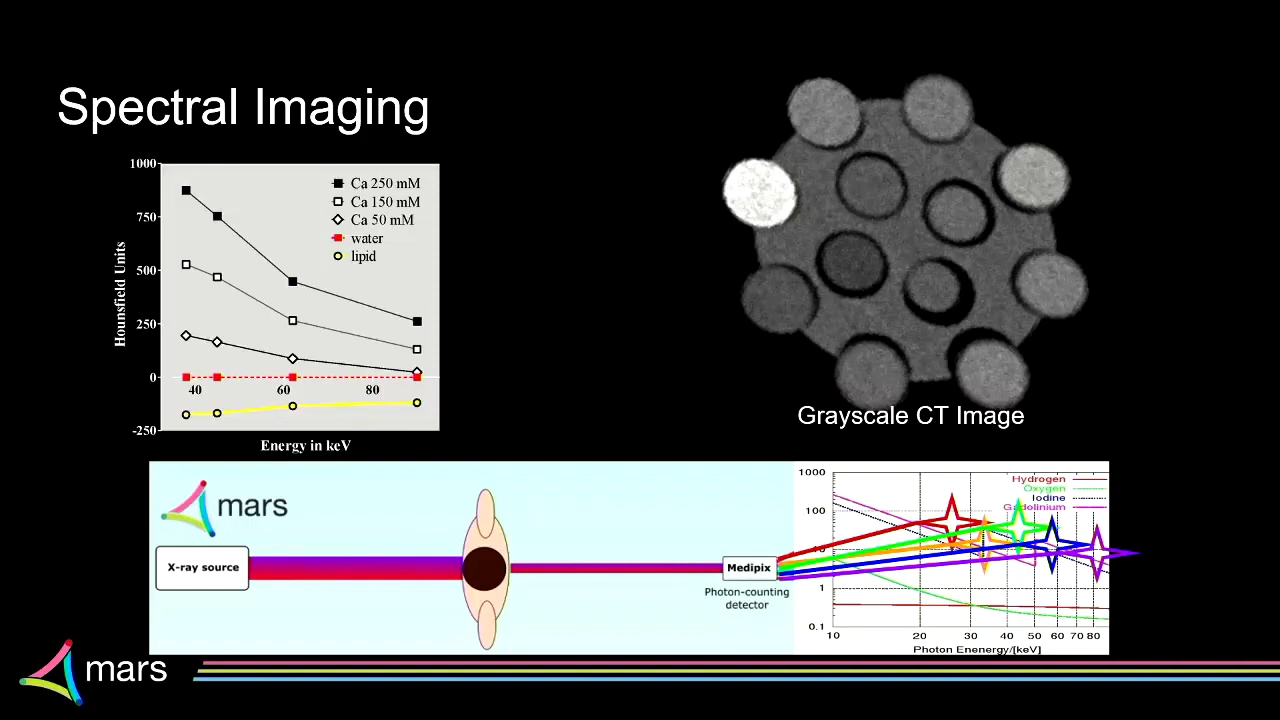 Spectral Imaging
1000
750
500
250
0
-250
Hounsfield Units
Ca 250 mM
Ca 150 mM
Ca 50 mM
water
lipid
40 60 80
Energy in keV
Grayscale CT Image
mars
X-ray source
Medipix
Photon-counting
detector
1000
100
1
0.1
Hydrogen
Oxygen
Iodine
Gadolinium
10 20 30 40 50 60 70 80
Photon Enenergy/[keV]
mars